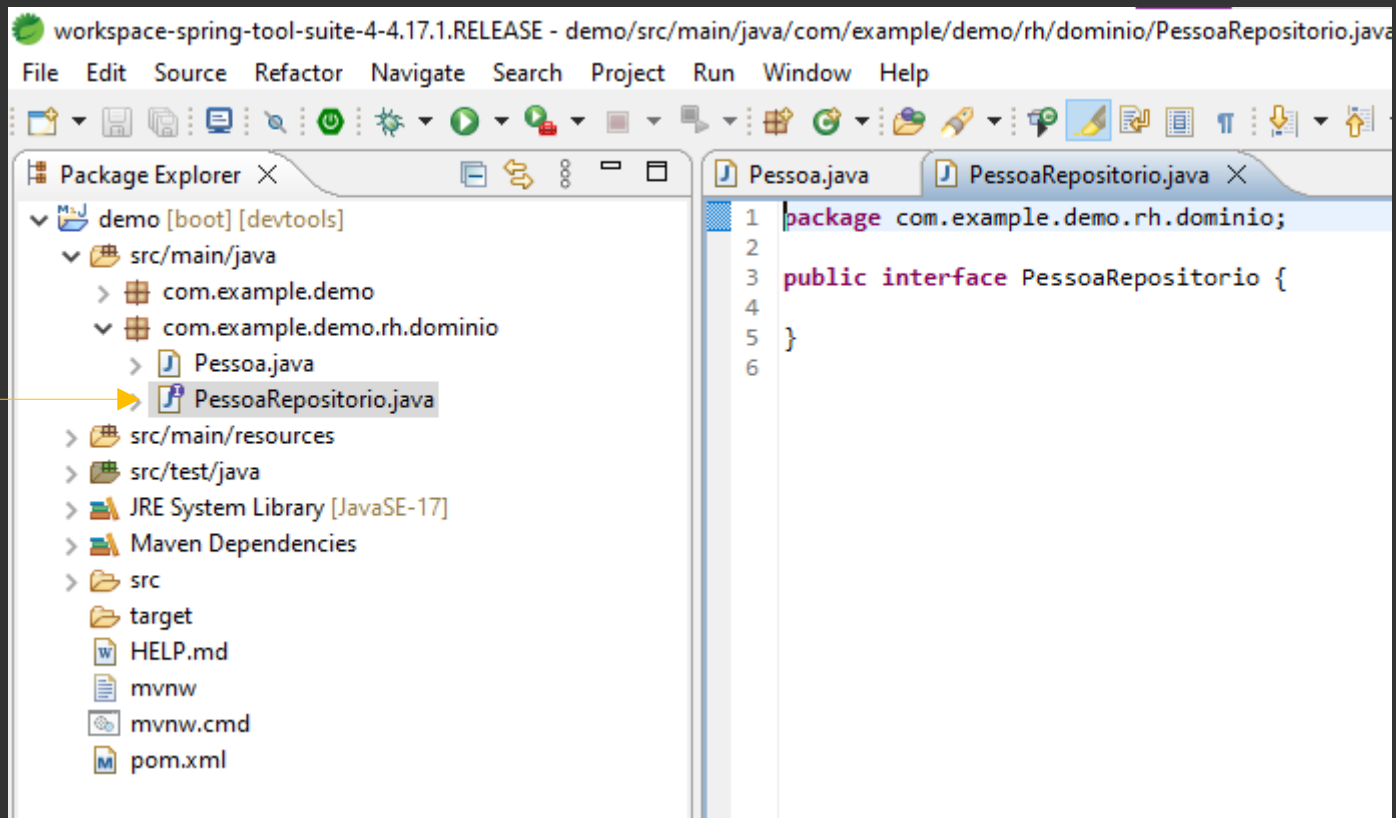 workspace-spring-tool-suite-4-4.17.1.RELEASE - demo/src/main/java/com/example/demo/rh/dominio/PessoaRepositorio.java
File Edit Source Refactor Navigate Search Project Run Window Help
Package Explorer
demo [boot] [devtools]
src/main/java
com.example.demo
com.example.demo.rh.dominio
Pessoa.java
PessoaRepositorio.java
src/main/resources
src/test/java
JRE System Library [JavaSE-17]
Maven Dependencies
src
target
HELP.md
mvnw
mvnw.cmd
pom.xml
Pessoa.java PessoaRepositorio.java
1 package com.example.demo.rh.dominio;
2
3 public interface PessoaRepositorio {
4
5 }
6